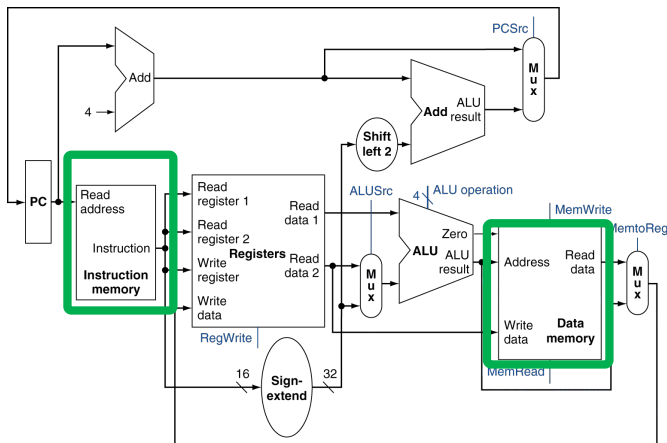 PCSrc
Add
4
M
u
x
Add
ALU
result
Shift
left 2
PC
Read
address
Instruction
Instruction
memory
Read
register 1
Read
register 2
Write
register
Write
data
Registers
Read
data 1
Read
data 2
RegWrite
ALUSrc
M
u
x
4
ALU operation
Zero
ALU
ALU
result
MemWrite
Address
Read
data
Write
data
Data
memory
MemRead
MemtoReg
M
u
x
16
Sign-
extend
32